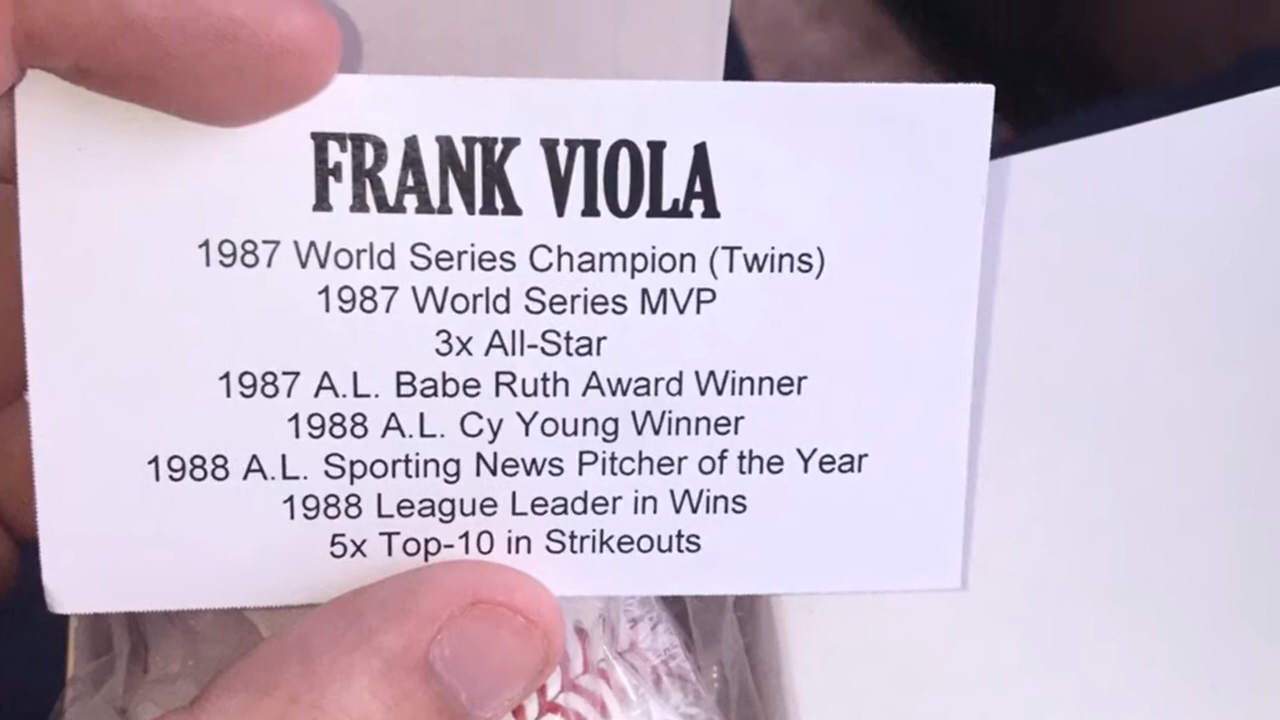 FRANK VIOLA
1987 World Series Champion (Twins)
1987 World Series MVP
3x All-Star
1987 A.L. Babe Ruth Award Winner
1988 A.L. Cy Young Winner
1988 A.L. Sporting News Pitcher of the Year
1988 League Leader in Wins
5x Top-10 in Strikeouts